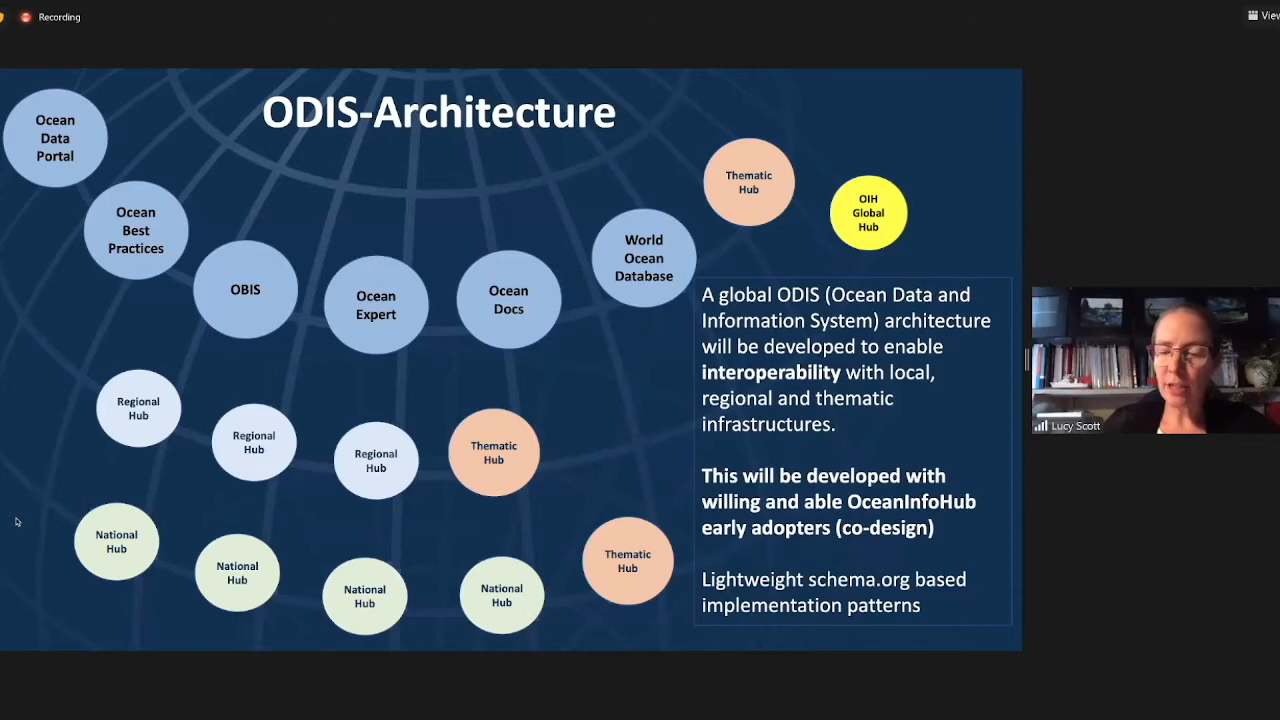 Recording
View
ODIS-Architecture
Ocean
Data
Portal
Ocean
Best
Practices
OBIS
Ocean
Expert
Ocean
Docs
World
Ocean
Database
Thematic
Hub
OIH
Global
Hub
A global ODIS (Ocean Data and
Information System) architecture
will be developed to enable
interoperability with local,
regional and thematic
infrastructures.
This will be developed with
willing and able OceanInfoHub
early adopters (co-design)
Lightweight schema.org based
implementation patterns
Regional
Hub
Regional
Hub
Regional
Hub
Thematic
Hub
National
Hub
National
Hub
National
Hub
National
Hub
Thematic
Hub
Lucy Scott